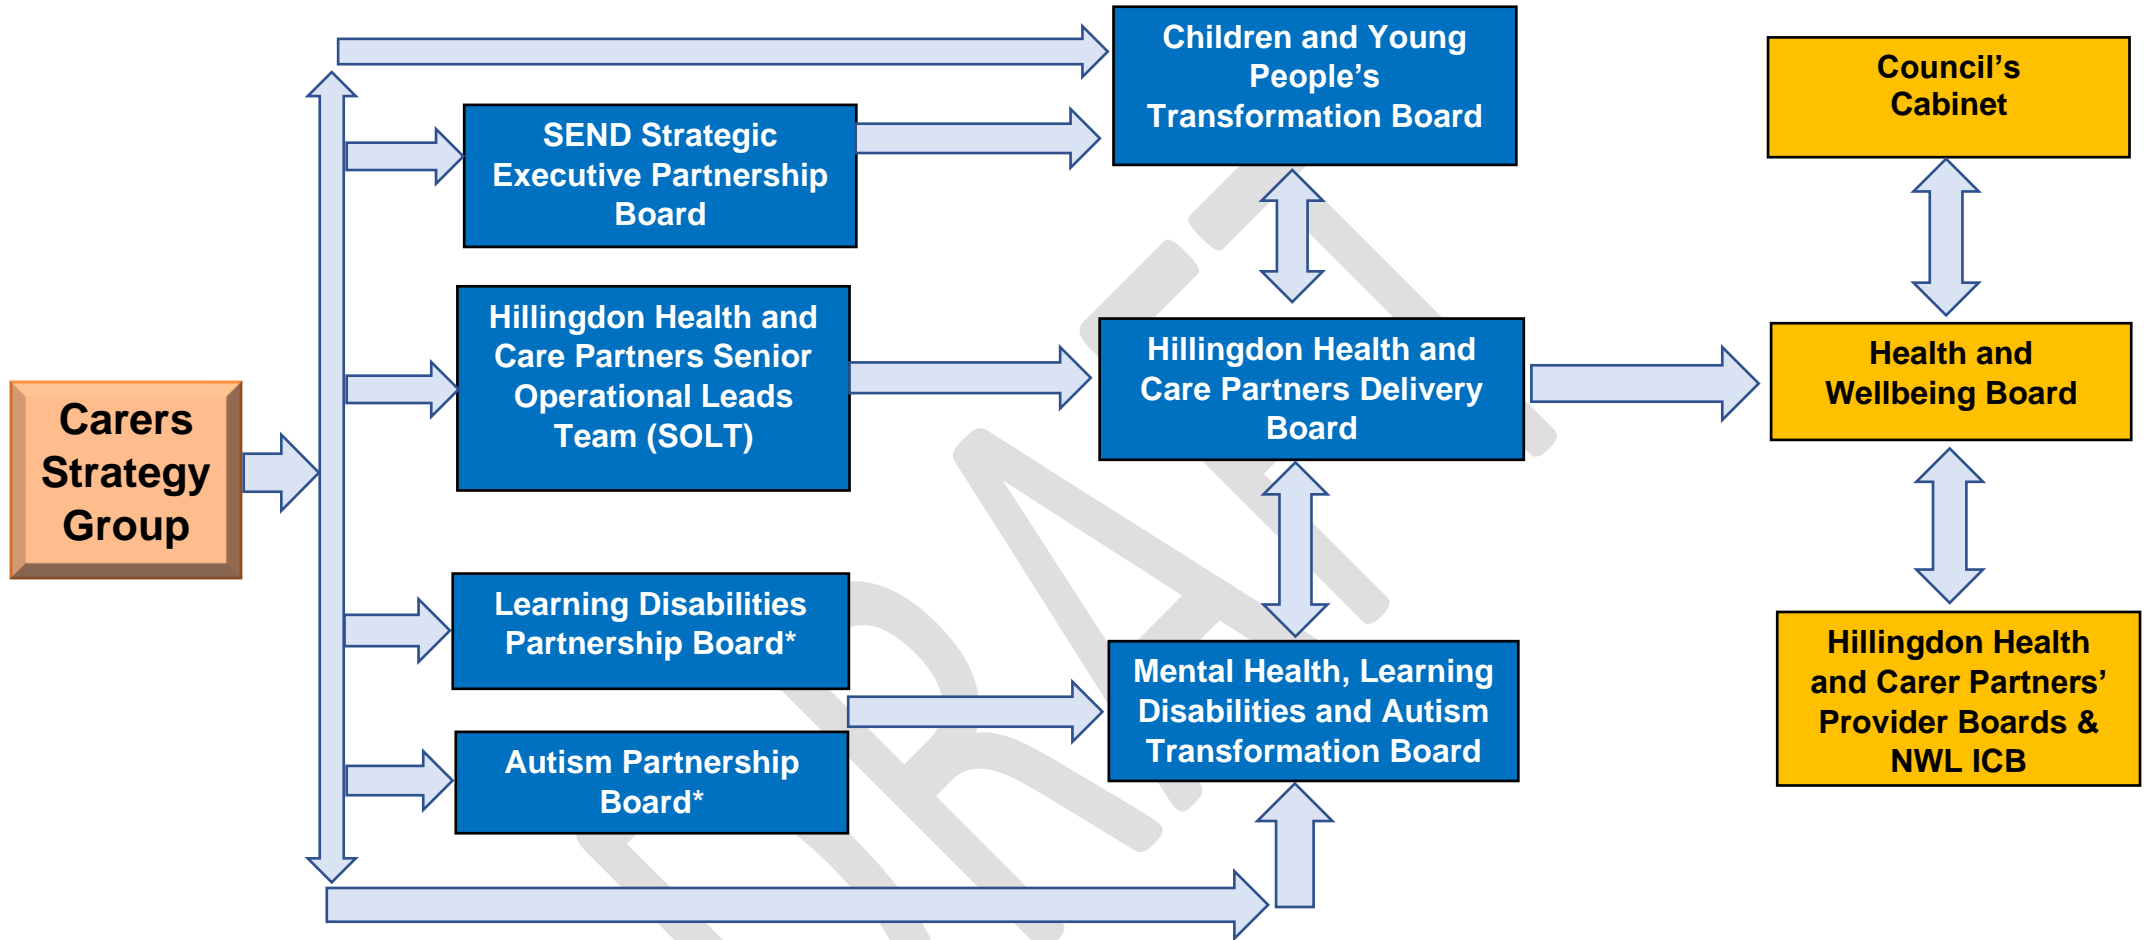 Carers
Strategy
Group
SEND Strategic
Executive Partnership
Board
Hillingdon Health and
Care Partners Senior
Operational Leads
Team (SOLT)
Learning Disabilities
Partnership Board*
Autism Partnership
Board*
Children and Young
People’s
Transformation Board
Hillingdon Health and
Care Partners Delivery
Board
Mental Health, Learning
Disabilities and Autism
Transformation Board
Council’s
Cabinet
Health and
Wellbeing Board
Hillingdon Health
and Carer Partners’
Provider Boards &
NWL ICB
DRAFT